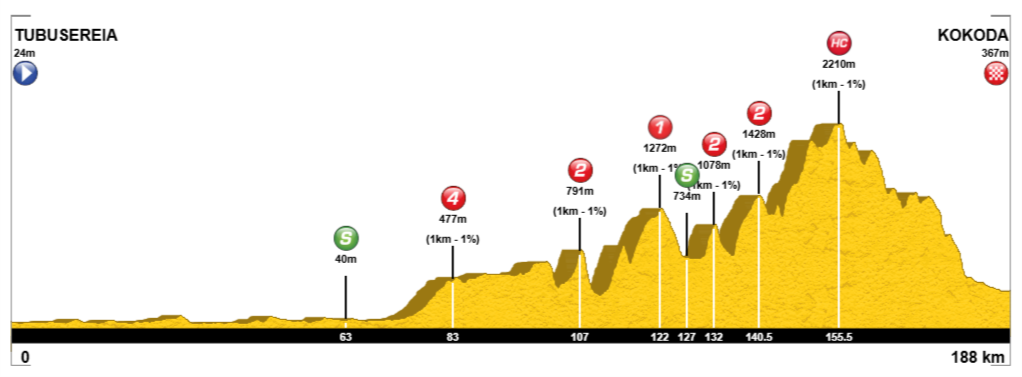 TUBUSEREIA
24m
KOKODA
367m
HC
2210m
(1km - 1%)
2
1428m
(1km - 1%)
1
1272m
(1km - 1%)
2
1078m
(1km - 1%)
S
734m
2
791m
(1km - 1%)
4
477m
(1km - 1%)
S
40m
63
83
107
122
127
132
140.5
155.5
0
188 km